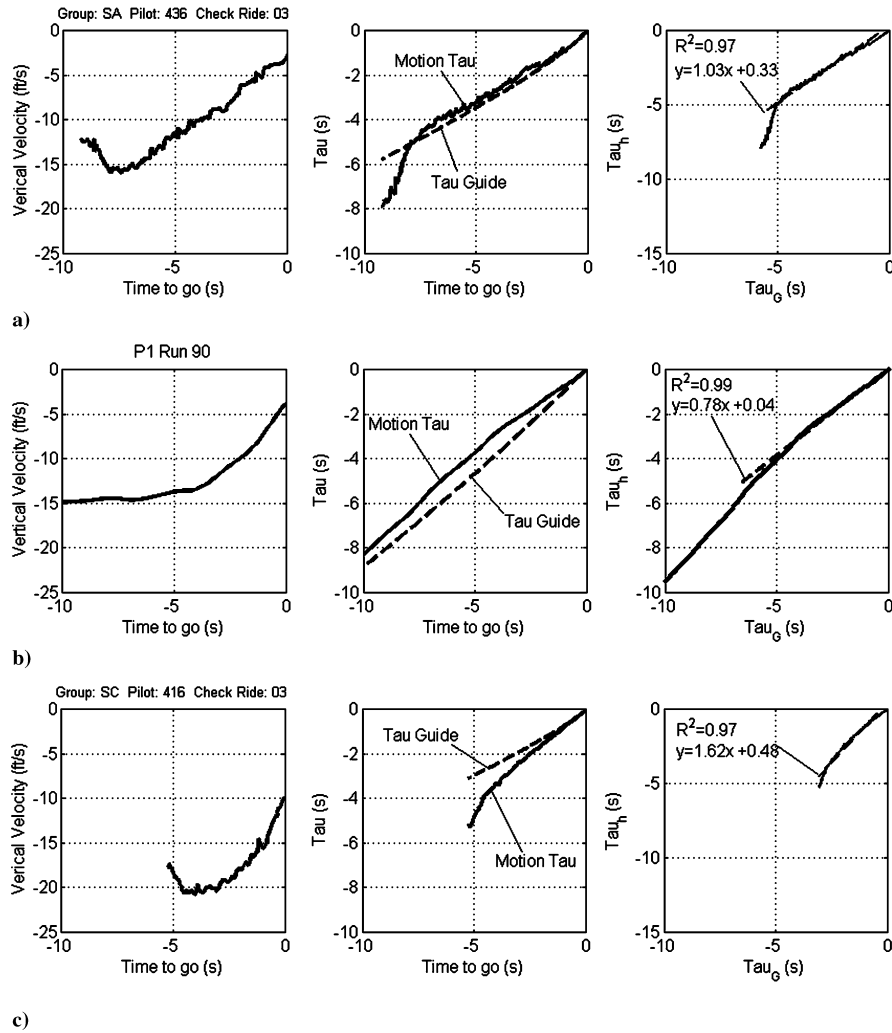 Group: SA Pilot: 436 Check Ride: 03
0
-5
-10
-15
-20
-25
-10
-5
0
Verical Velocity (ft/s)
Time to go (s)
0
-2
-4
-6
-8
-10
-10
-5
0
Tau (s)
Time to go (s)
Motion Tau
Tau Guide
0
-5
-10
-15
-10
-5
0
Tau_h (s)
Tau_G (s)
R^2=0.97
y=1.03x +0.33
a)
P1 Run 90
0
-5
-10
-15
-20
-25
-10
-5
0
Vertical Velocity (ft/s)
Time to go (s)
0
-2
-4
-6
-8
-10
-10
-5
0
Tau (s)
Time to go (s)
Motion Tau
Tau Guide
0
-2
-4
-6
-8
-10
-10
-5
0
Tau_h (s)
Tau_G (s)
R^2=0.99
y=0.78x +0.04
b)
Group: SC Pilot: 416 Check Ride: 03
0
-5
-10
-15
-20
-25
-10
-5
0
Verical Velocity (ft/s)
Time to go (s)
0
-2
-4
-6
-8
-10
-10
-5
0
Tau (s)
Time to go (s)
Tau Guide
Motion Tau
0
-5
-10
-15
-10
-5
0
Tau_h (s)
Tau_G (s)
R^2=0.97
y=1.62x +0.48
c)